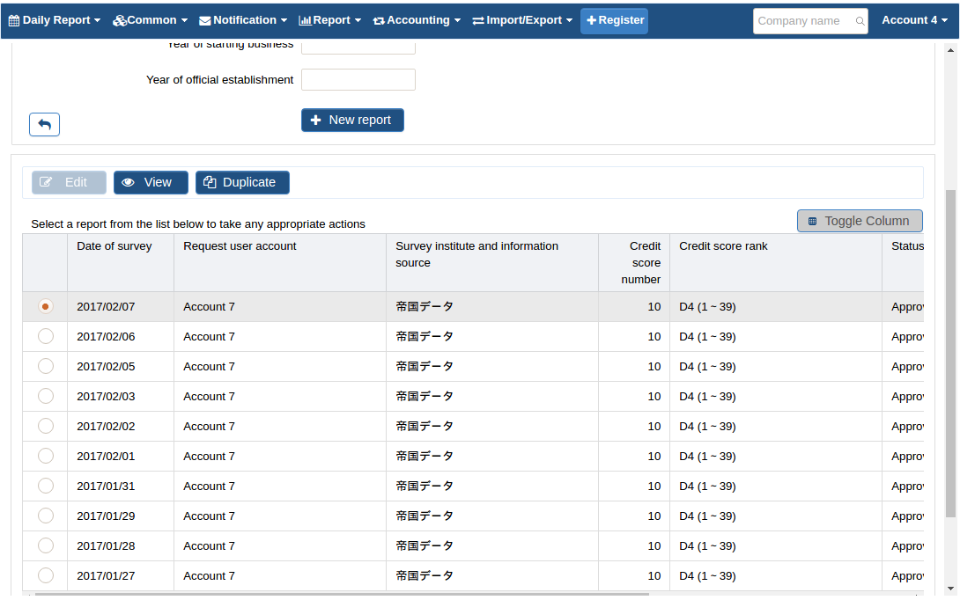 Daily Report Common Notification Report Accounting Import/Export Register Company name Account 4
Year of starting business
Year of official establishment
New report
Edit View Duplicate
Select a report from the list below to take any appropriate actions
Toggle Column
Date of survey Request user account Survey institute and information source Credit score number Credit score rank Status
2017/02/07 Account 7 帝国データ 10 D4 (1 ~ 39) Approv
2017/02/06 Account 7 帝国データ 10 D4 (1 ~ 39) Approv
2017/02/05 Account 7 帝国データ 10 D4 (1 ~ 39) Approv
2017/02/03 Account 7 帝国データ 10 D4 (1 ~ 39) Approv
2017/02/02 Account 7 帝国データ 10 D4 (1 ~ 39) Approv
2017/02/01 Account 7 帝国データ 10 D4 (1 ~ 39) Approv
2017/01/31 Account 7 帝国データ 10 D4 (1 ~ 39) Approv
2017/01/29 Account 7 帝国データ 10 D4 (1 ~ 39) Approv
2017/01/28 Account 7 帝国データ 10 D4 (1 ~ 39) Approv
2017/01/27 Account 7 帝国データ 10 D4 (1 ~ 39) Approv